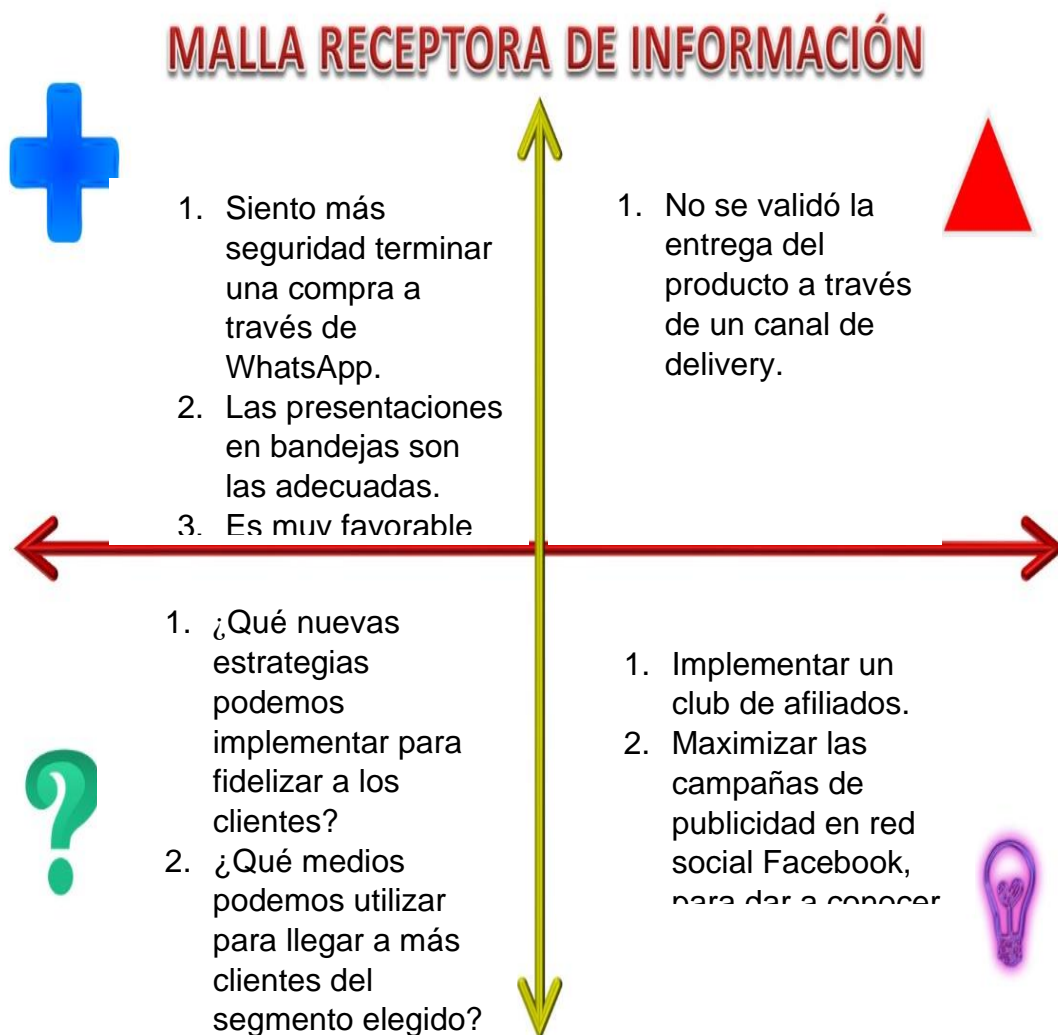 MALLA RECEPTORA DE INFORMACIÓN
1. Siento más
seguridad terminar
una compra a
través de
WhatsApp.
2. Las presentaciones
en bandejas son
las adecuadas.
3. Es muy favorable
1. No se validó la
entrega del
producto a través
de un canal de
delivery.
1. ¿Qué nuevas
estrategias
podemos
implementar para
fidelizar a los
clientes?
2. ¿Qué medios
podemos utilizar
para llegar a más
clientes del
segmento elegido?
1. Implementar un
club de afiliados.
2. Maximizar las
campañas de
publicidad en red
social Facebook,
para dar a conocer